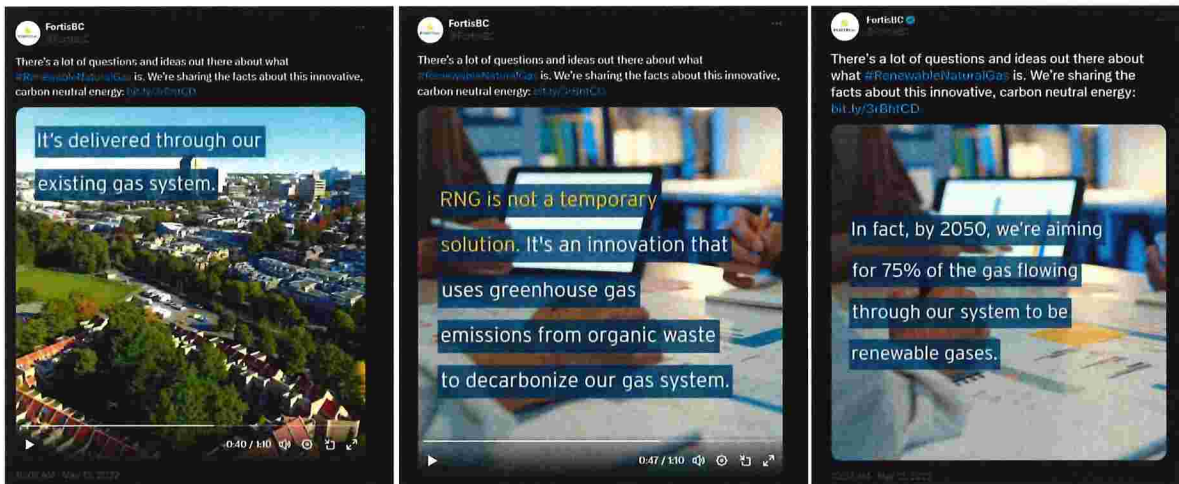 FortisBC
There's a lot of questions and ideas out there about what
#RenewableNaturalGas is. We're sharing the facts about this innovative,
carbon neutral energy:
It's delivered through our
existing gas system.
0:40 / 1:10
FortisBC
There's a lot of questions and ideas out there about what
#RenewableNaturalGas is. We're sharing the facts about this innovative,
carbon neutral energy:
RNG is not a temporary
solution. It's an innovation that
uses greenhouse gas
emissions from organic waste
to decarbonize our gas system.
0:47 / 1:10
FortisBC
There's a lot of questions and ideas out there about
what #RenewableNaturalGas is. We're sharing the
facts about this innovative, carbon neutral energy:
bit.ly/3rBhtCD
In fact, by 2050, we're aiming
for 75% of the gas flowing
through our system to be
renewable gases.